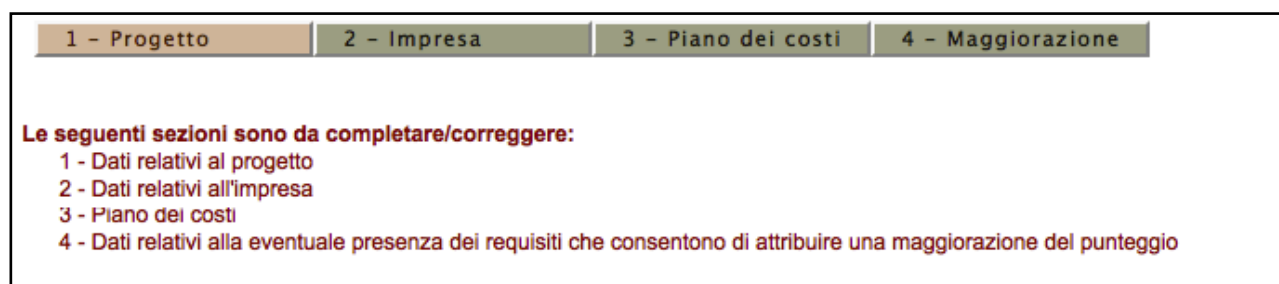 1 – Progetto 2 – Impresa 3 – Piano dei costi 4 – Maggiorazione
Le seguenti sezioni sono da completare/correggere:
1 - Dati relativi al progetto
2 - Dati relativi all'impresa
3 - Piano dei costi
4 - Dati relativi alla eventuale presenza dei requisiti che consentono di attribuire una maggiorazione del punteggio